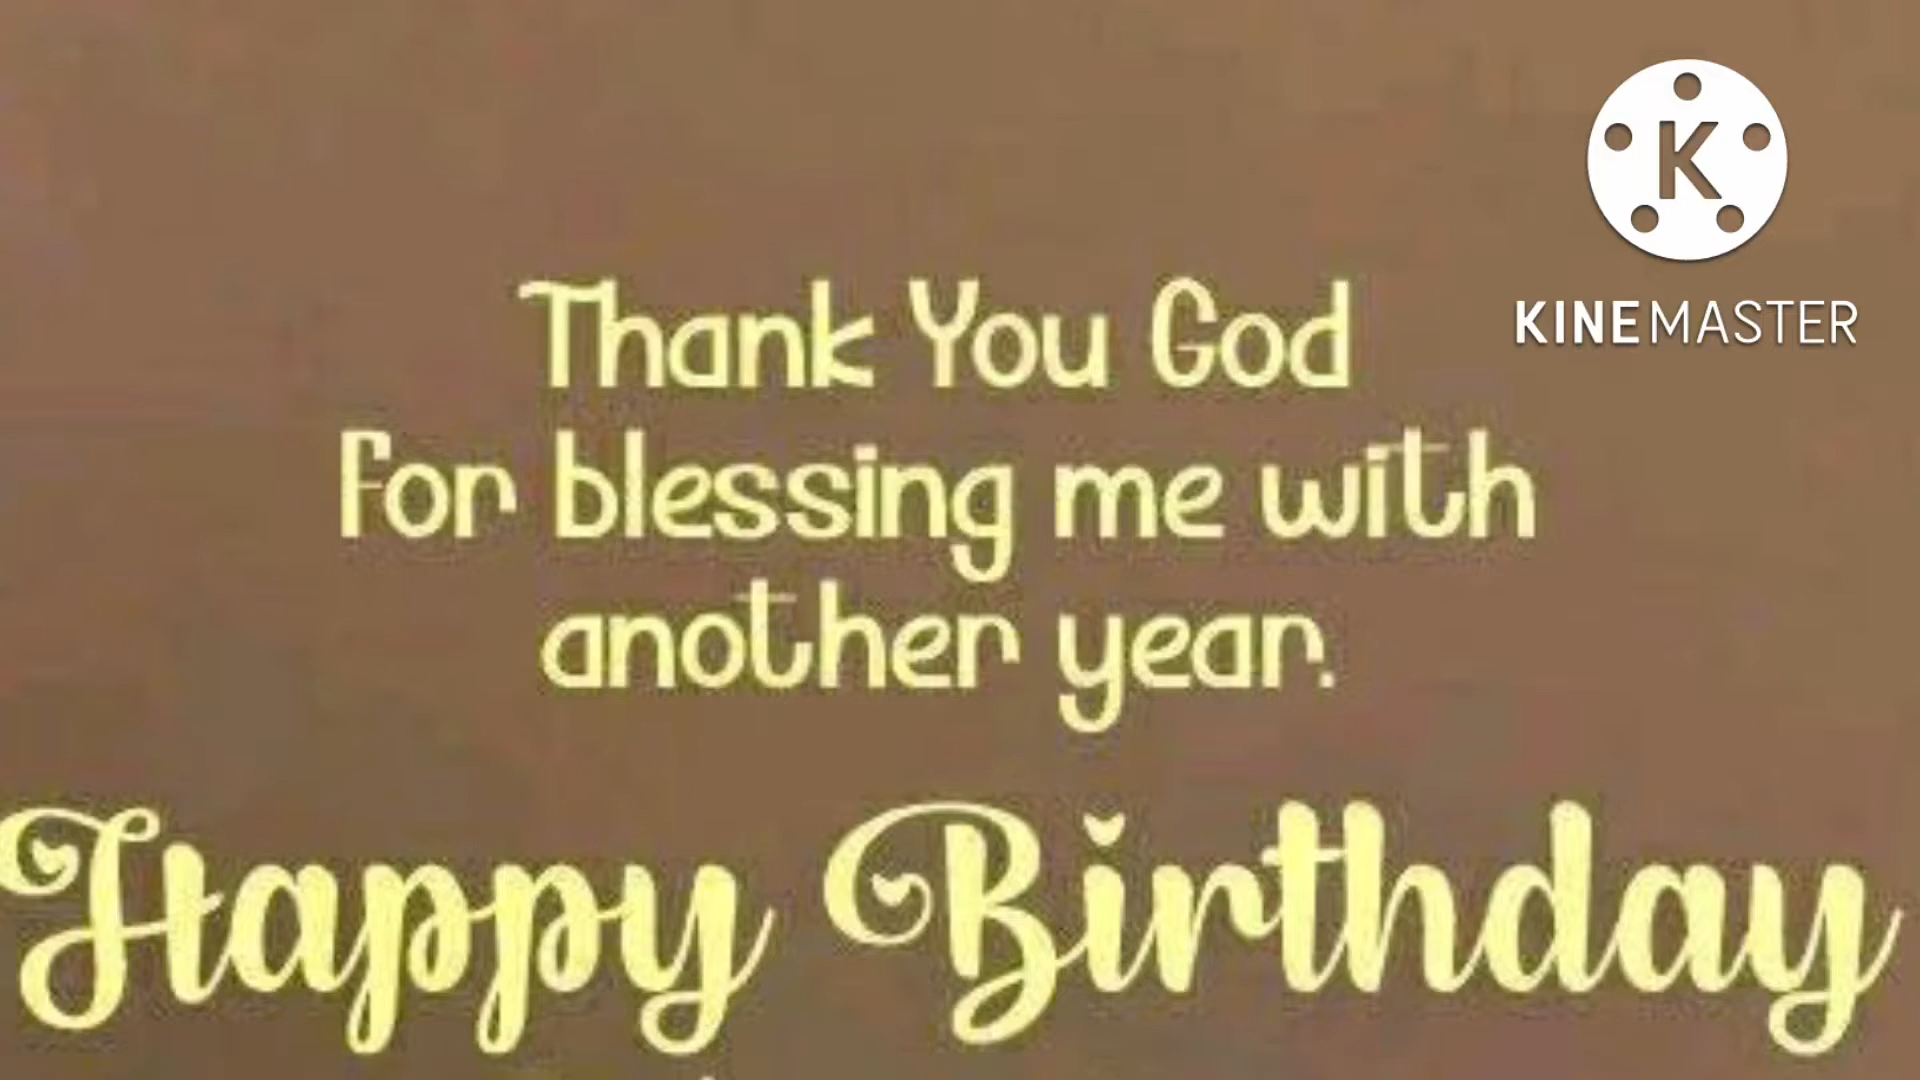 K
KINEMASTER
Thank You God
for blessing me with
another year.
Happy Birthday